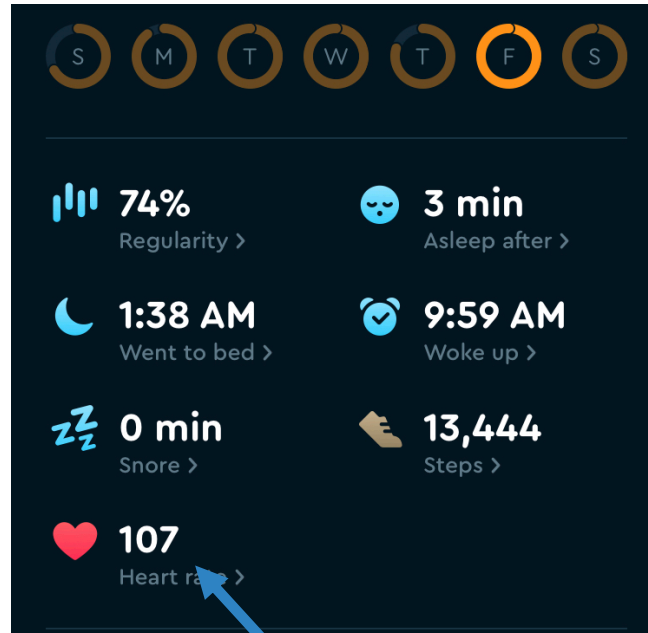 S M T W T F S
74%
Regularity >
3 min
Asleep after >
1:38 AM
Went to bed >
9:59 AM
Woke up >
0 min
Snore >
13,444
Steps >
107
Heart rate >